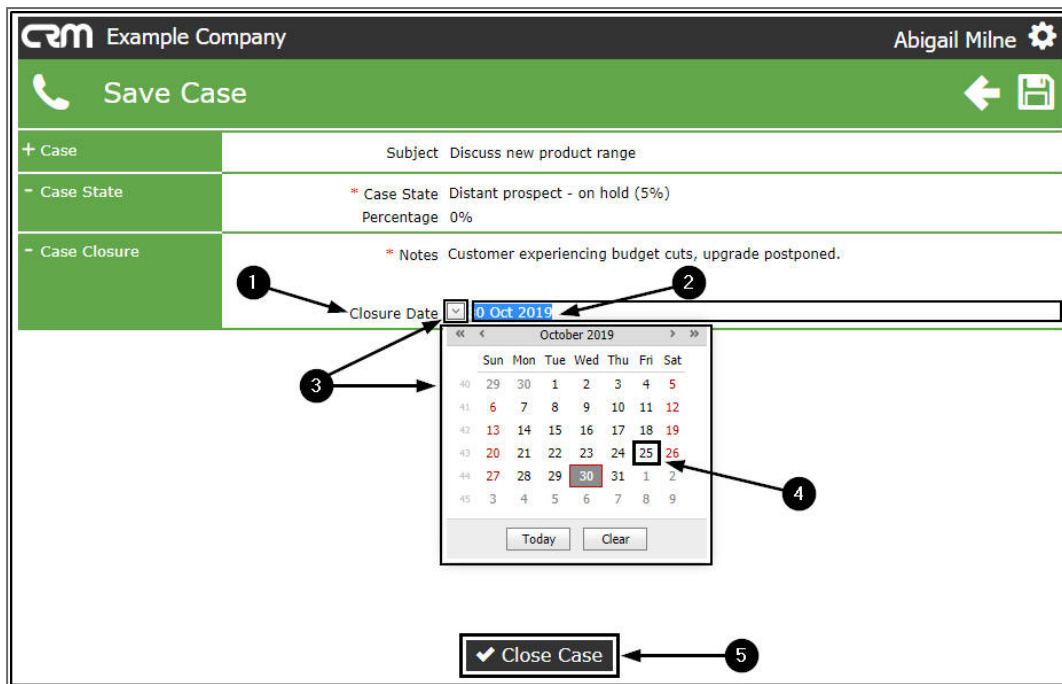 CRM Example Company Abigail Milne
Save Case
+ Case Subject Discuss new product range
- Case State * Case State Distant prospect - on hold (5%)
Percentage 0%
- Case Closure * Notes Customer experiencing budget cuts, upgrade postponed.
1 2
Closure Date 0 Oct 2019
« ‹ October 2019 › »
Sun Mon Tue Wed Thu Fri Sat
3
40 29 30 1 2 3 4 5
41 6 7 8 9 10 11 12
42 13 14 15 16 17 18 19
43 20 21 22 23 24 25 26
44 27 28 29 30 31 1 2
4
45 3 4 5 6 7 8 9
Today Clear
✔ Close Case 5